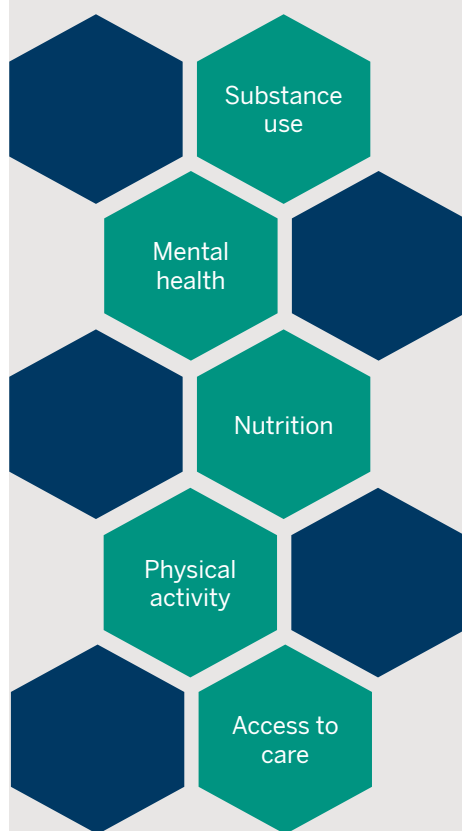 Substance
use
Mental
health
Nutrition
Physical
activity
Access to
care